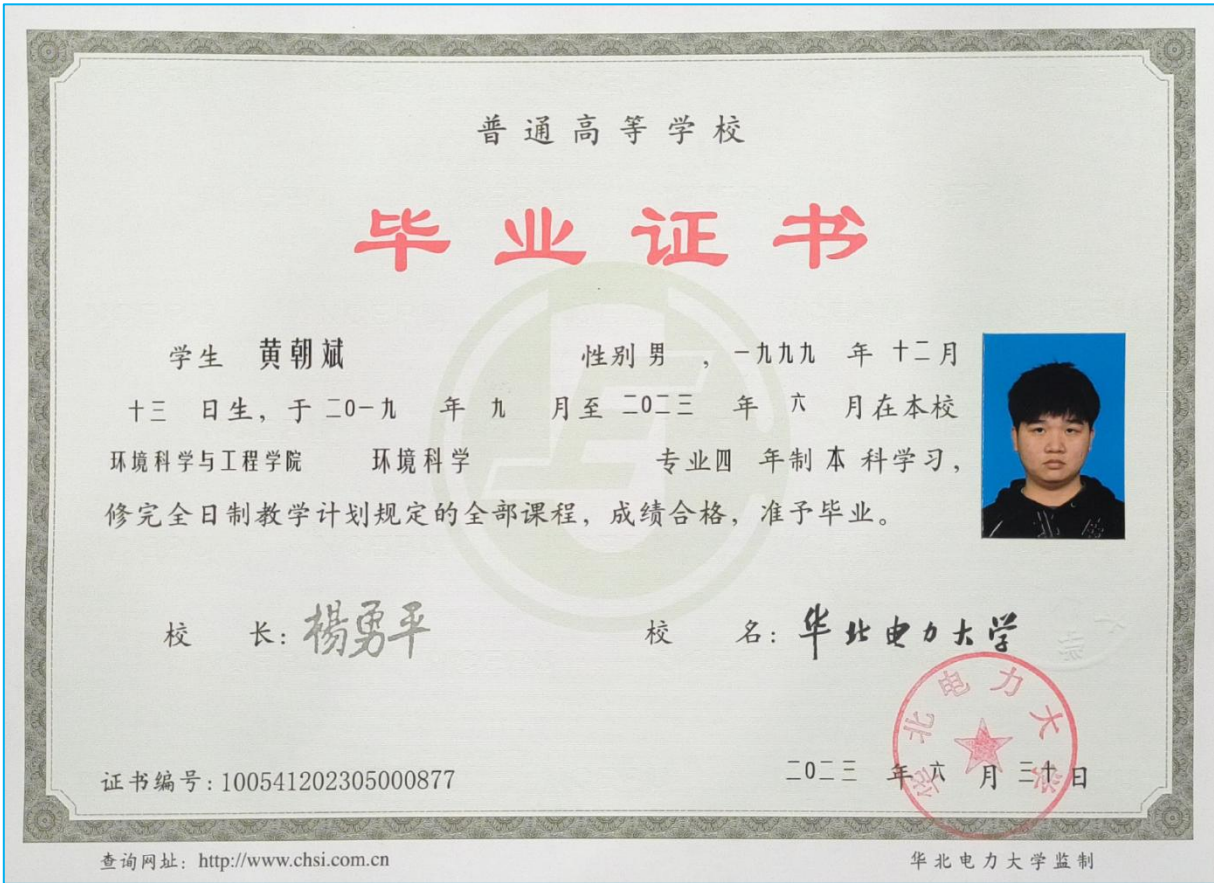 普通高等学校
毕业证书
学生 黄朝斌 性别 男 ，一九九九 年 十二 月
十三 日生，于 二0一九 年 九 月至 二0二三 年 六 月在本校
环境科学与工程学院 环境科学 专业 四 年制 本 科学习，
修完全日制教学计划规定的全部课程，成绩合格，准予毕业。
校 长：楊勇平 校 名：华北电力大学
华北电力大学
证书编号：100541202305000877 二0二三 年 六 月 三十 日
查询网址：http://www.chsi.com.cn 华北电力大学监制